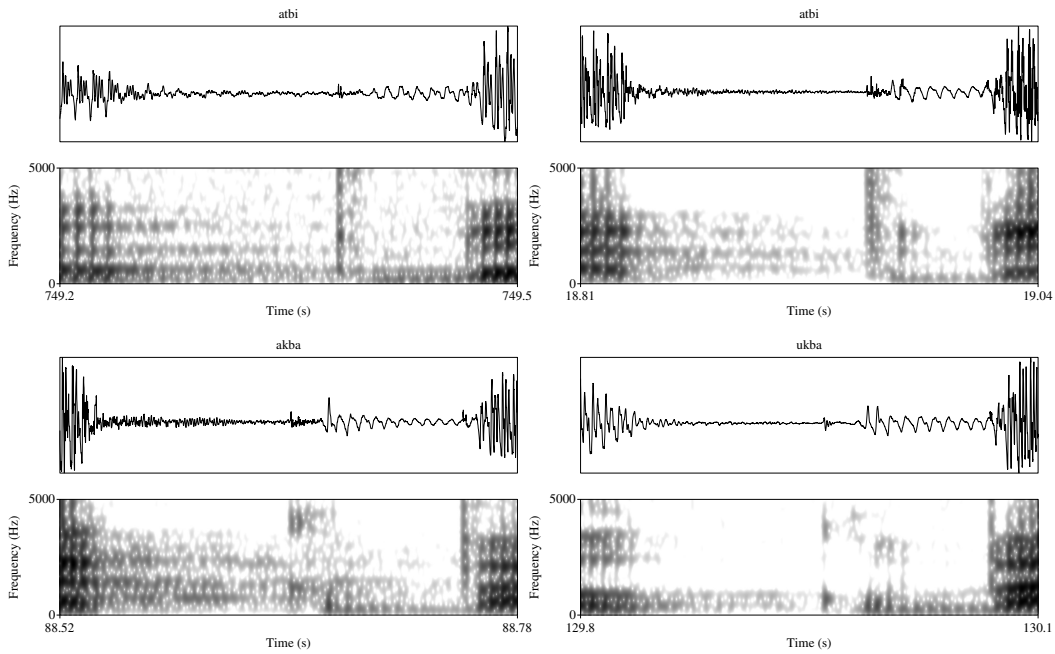 atbi
atbi
5000
Frequency (Hz)
0
749.2
749.5
Time (s)
5000
Frequency (Hz)
0
18.81
19.04
Time (s)
akba
ukba
5000
Frequency (Hz)
0
88.52
88.78
Time (s)
5000
Frequency (Hz)
0
129.8
130.1
Time (s)